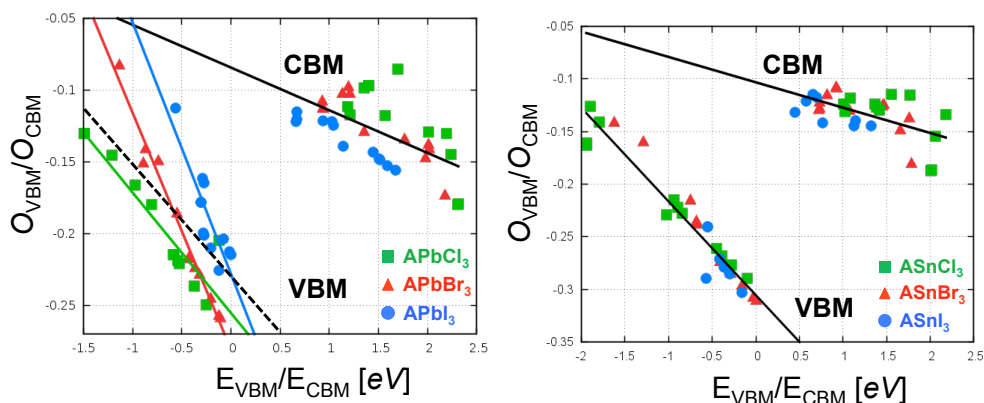 -0.05
-0.1
-0.15
-0.2
-0.25
O_VBM/O_CBM
CBM
VBM
APbCl₃
APbBr₃
APbI₃
-1.5
-1
-0.5
0
0.5
1
1.5
2
2.5
E_VBM/E_CBM [eV]
-0.05
-0.1
-0.15
-0.2
-0.25
-0.3
-0.35
O_VBM/O_CBM
CBM
VBM
ASnCl₃
ASnBr₃
ASnI₃
-2
-1.5
-1
-0.5
0
0.5
1
1.5
2
2.5
E_VBM/E_CBM [eV]